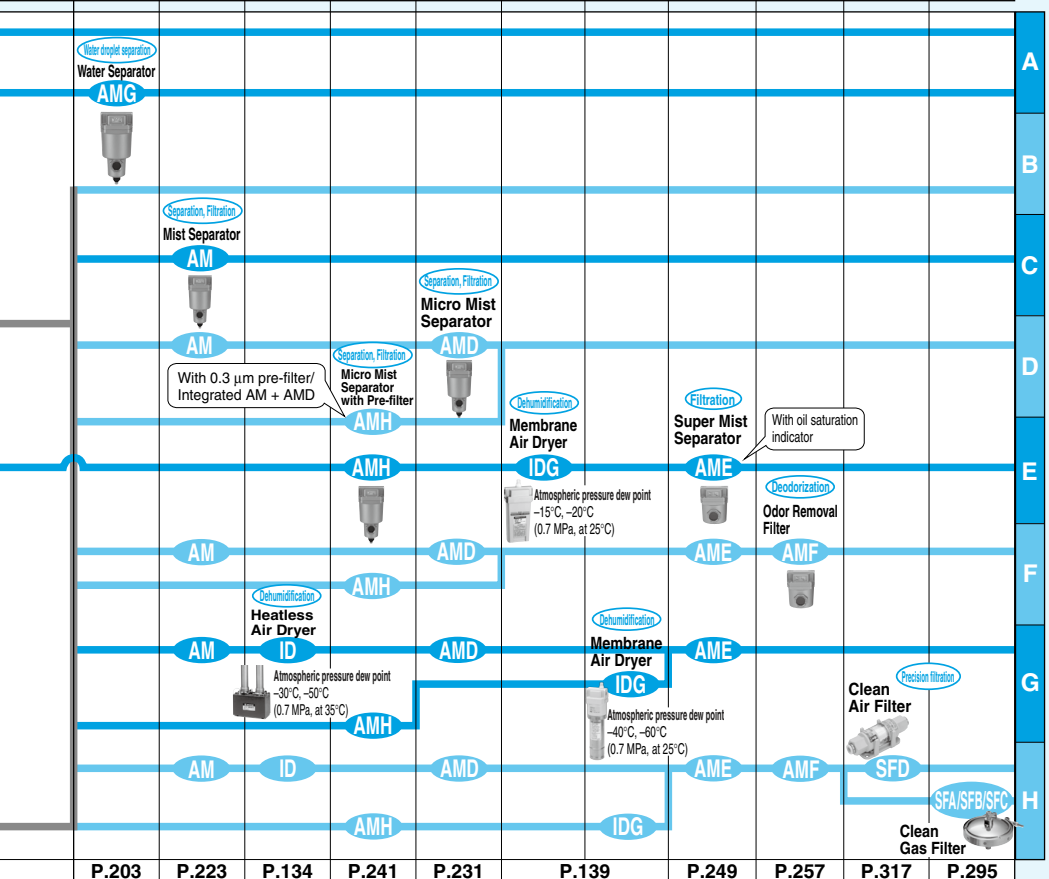 A
Water droplet separation
Water Separator
AMG
B
Separation, Filtration
Mist Separator
AM
C
Separation, Filtration
Micro Mist
Separator
AM
AMD
D
Separation, Filtration
Micro Mist
Separator
with Pre-filter
With 0.3 μm pre-filter/
Integrated AM + AMD
AMH
Dehumidification
Membrane
Air Dryer
Filtration
Super Mist
Separator
With oil saturation
indicator
AMH
IDG
AME
E
Atmospheric pressure dew point
–15°C, –20°C
(0.7 MPa, at 25°C)
Deodorization
Odor Removal
Filter
AM
AMD
AME
AMF
F
AMH
Dehumidification
Heatless
Air Dryer
Dehumidification
Membrane
Air Dryer
AM
ID
AMD
AME
IDG
G
Atmospheric pressure dew point
–30°C, –50°C
(0.7 MPa, at 35°C)
AMH
Atmospheric pressure dew point
–40°C, –60°C
(0.7 MPa, at 25°C)
Precision filtration
Clean
Air Filter
AM
ID
AMD
AME
AMF
SFD
SFA/SFB/SFC
H
AMH
IDG
Clean
Gas Filter
P.203
P.223
P.134
P.241
P.231
P.139
P.249
P.257
P.317
P.295